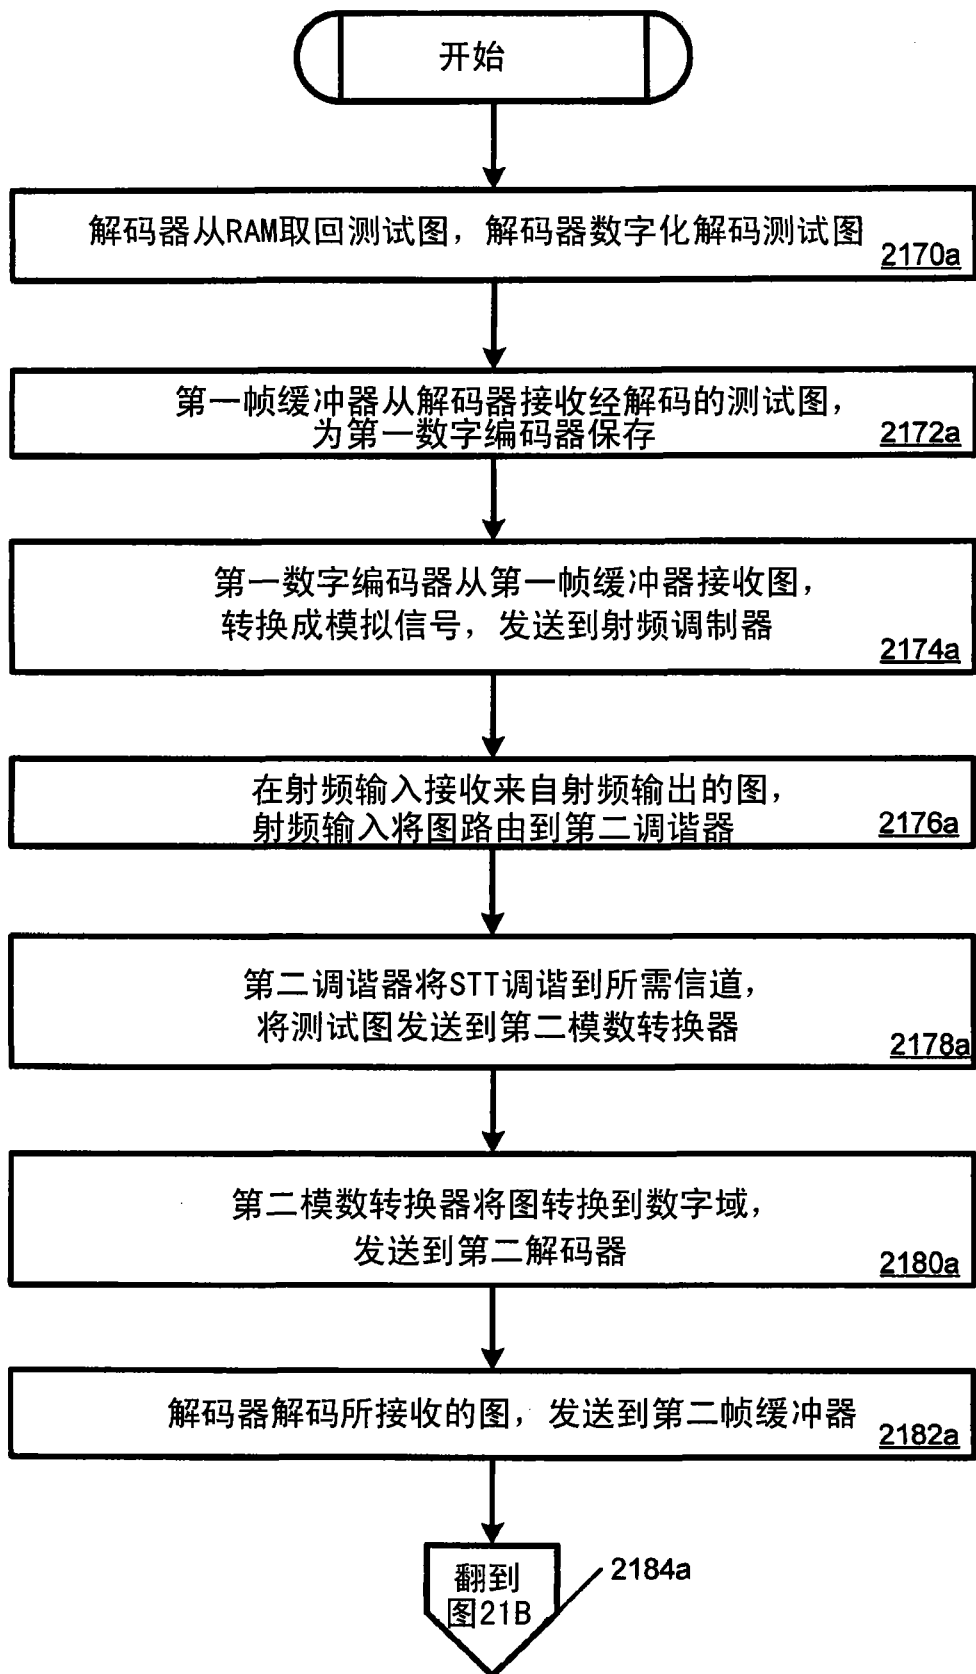 开始
解码器从RAM取回测试图，解码器数字化解码测试图
2170a
第一帧缓冲器从解码器接收经解码的测试图，
为第一数字编码器保存
2172a
第一数字编码器从第一帧缓冲器接收图，
转换成模拟信号，发送到射频调制器
2174a
在射频输入接收来自射频输出的图，
射频输入将图路由到第二调谐器
2176a
第二调谐器将STT调谐到所需信道，
将测试图发送到第二模数转换器
2178a
第二模数转换器将图转换到数字域，
发送到第二解码器
2180a
解码器解码所接收的图，发送到第二帧缓冲器
2182a
翻到
图21B
2184a